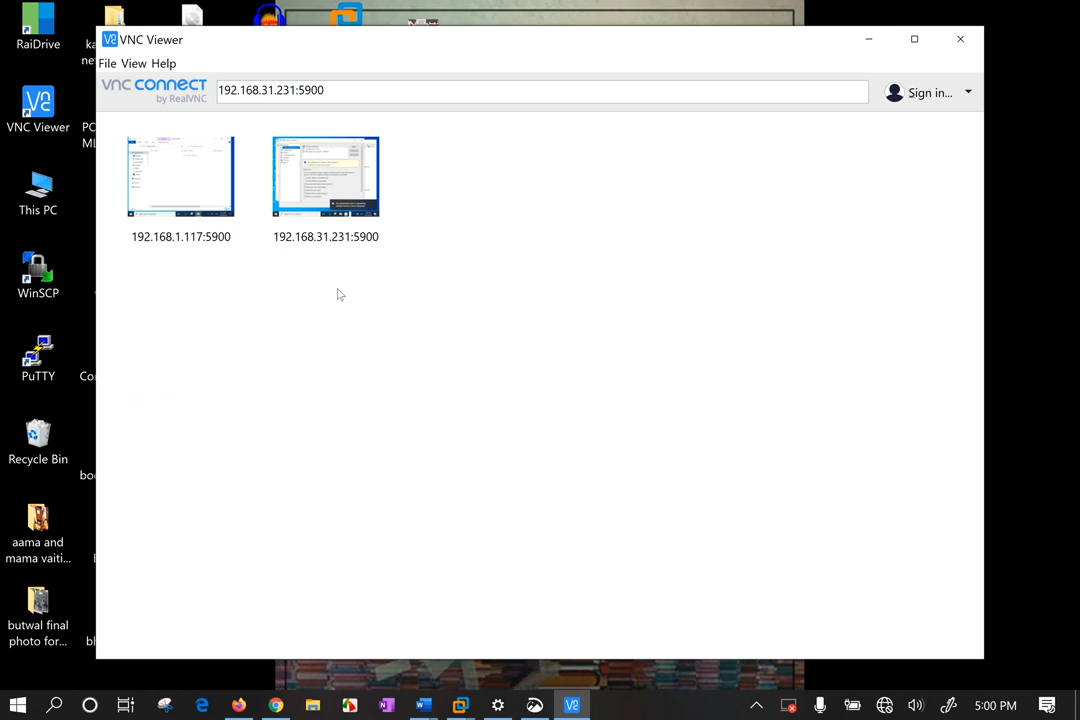 RaiDrive
VNC Viewer
This PC
WinSCP
PuTTY
Recycle Bin
aama and
mama vaiti...
butwal final
photo for...
VNC Viewer
File View Help
vnc connect
by RealVNC
192.168.31.231:5900
Sign in...
192.168.1.117:5900
192.168.31.231:5900
5:00 PM